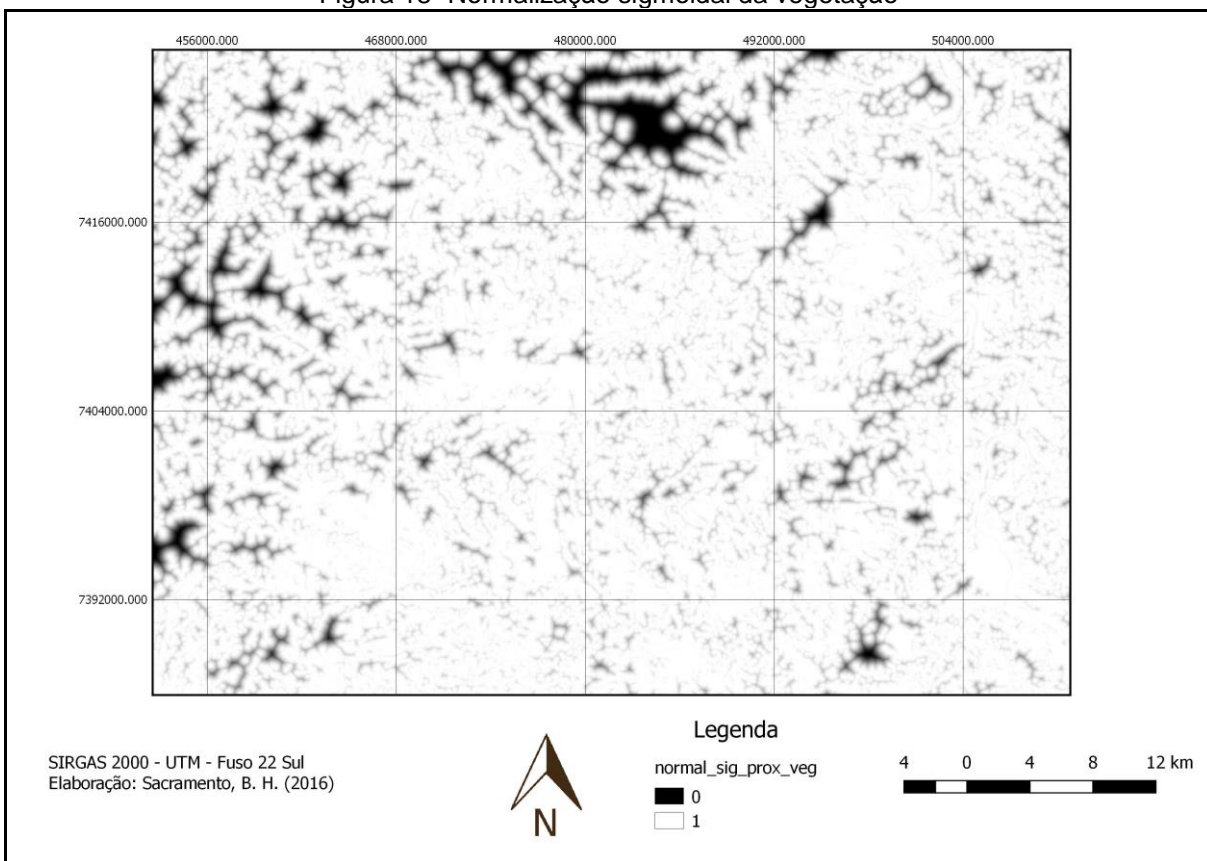 456000.000 468000.000 480000.000 492000.000 504000.000
7416000.000
7404000.000
7392000.000
SIRGAS 2000 - UTM - Fuso 22 Sul
Elaboração: Sacramento, B. H. (2016)
N
Legenda
normal_sig_prox_veg
0
1
4 0 4 8 12 km